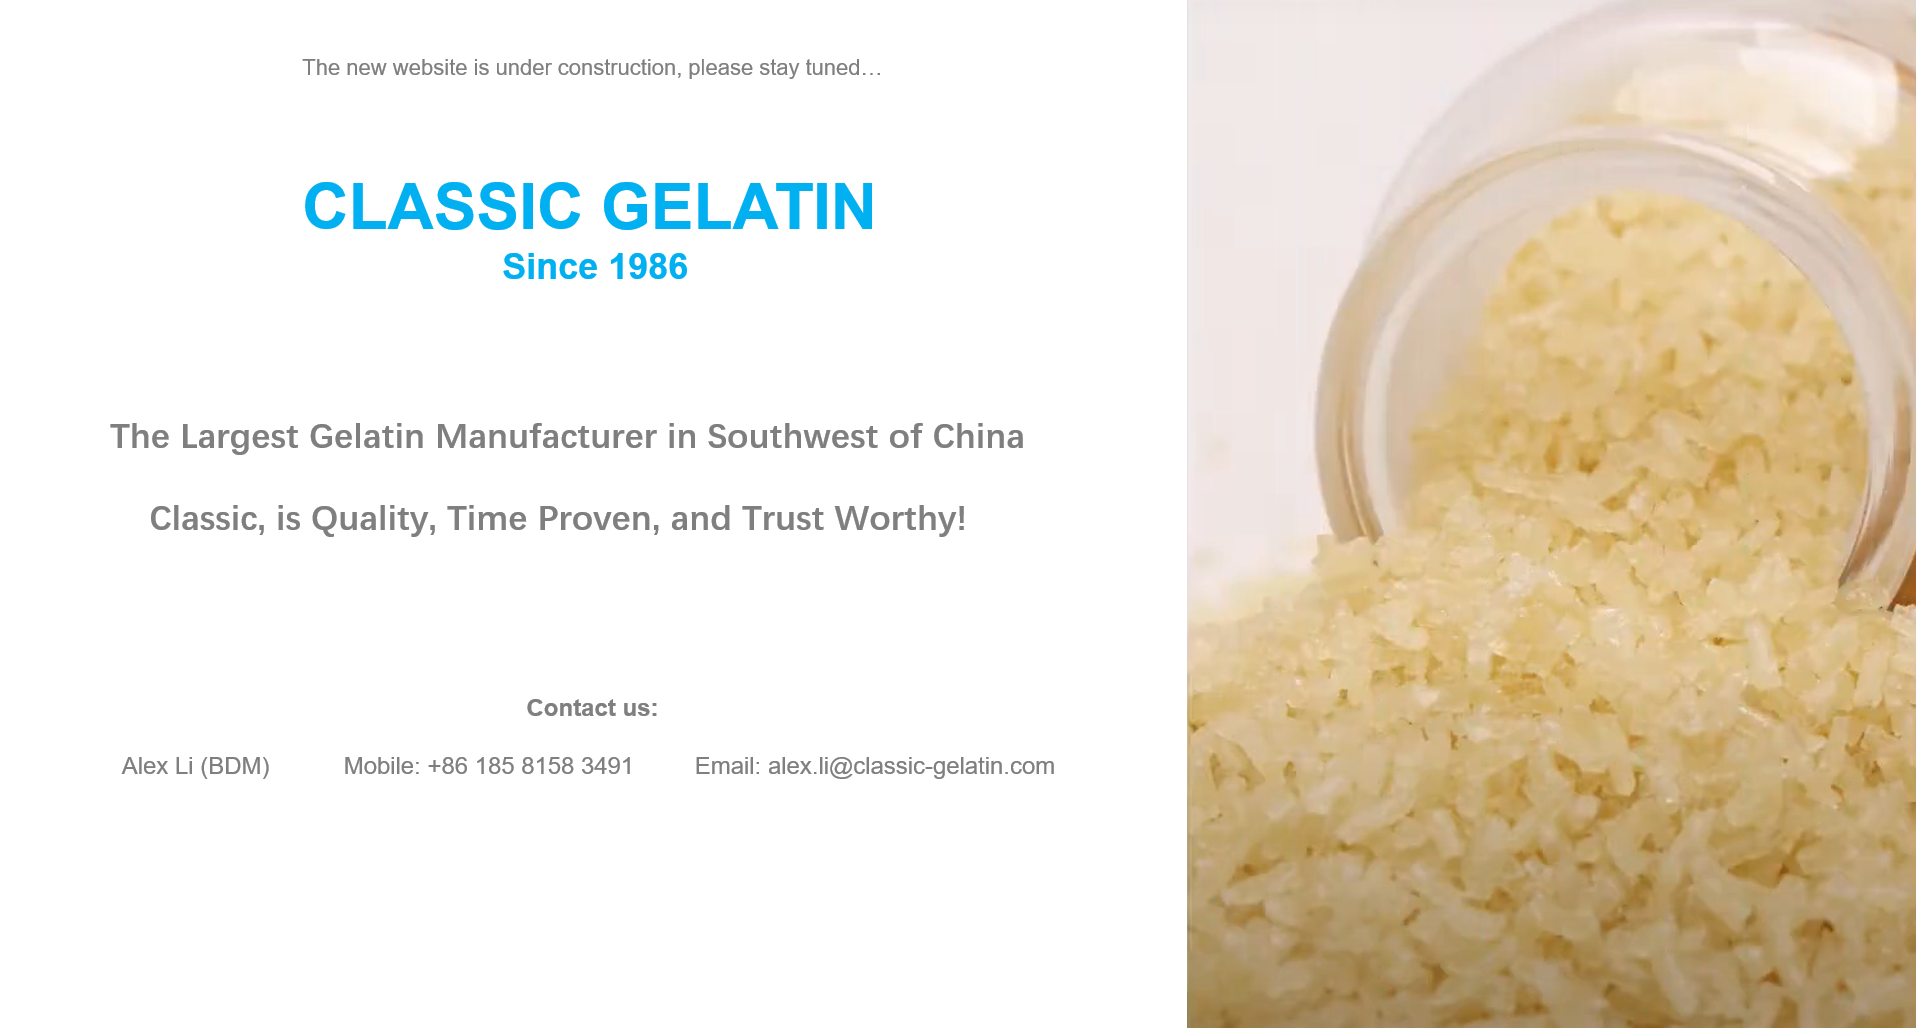 The new website is under construction, please stay tuned…
CLASSIC GELATIN
Since 1986
The Largest Gelatin Manufacturer in Southwest of China
Classic, is Quality, Time Proven, and Trust Worthy!
Contact us:
Alex Li (BDM) Mobile: +86 185 8158 3491 Email: alex.li@classic-gelatin.com